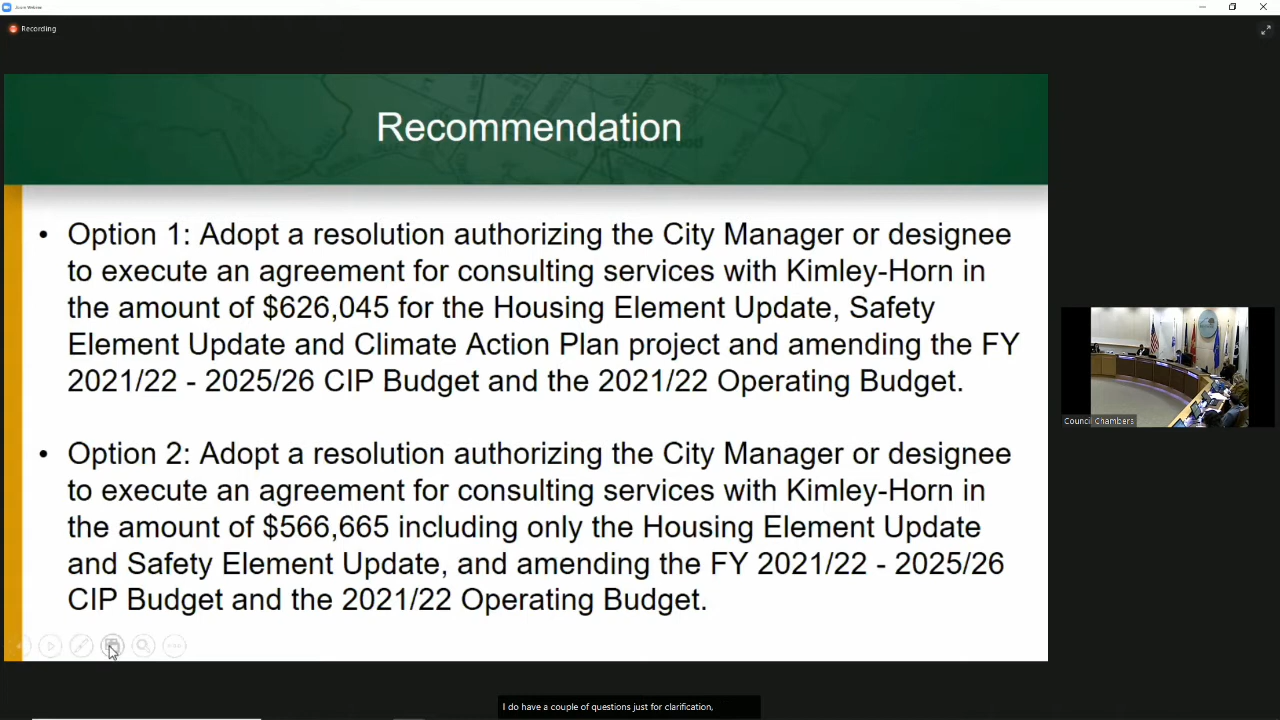 Zoom Webinar
Recording
Recommendation
Brentwood
• Option 1: Adopt a resolution authorizing the City Manager or designee
to execute an agreement for consulting services with Kimley-Horn in
the amount of $626,045 for the Housing Element Update, Safety
Element Update and Climate Action Plan project and amending the FY
2021/22 - 2025/26 CIP Budget and the 2021/22 Operating Budget.
• Option 2: Adopt a resolution authorizing the City Manager or designee
to execute an agreement for consulting services with Kimley-Horn in
the amount of $566,665 including only the Housing Element Update
and Safety Element Update, and amending the FY 2021/22 - 2025/26
CIP Budget and the 2021/22 Operating Budget.
Council Chambers
I do have a couple of questions just for clarification,